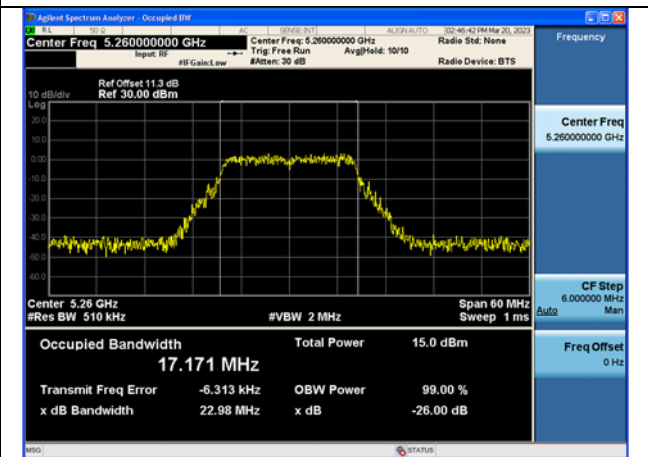 Agilent Spectrum Analyzer - Occupied BW
RL 50 Ω AC SENSE:INT ALIGN AUTO 02:46:42 PM Mar 20, 2023
Center Freq 5.260000000 GHz
Input: RF
#IFGain:Low
Center Freq: 5.260000000 GHz
Trig: Free Run Avg|Hold: 10/10
#Atten: 30 dB
Radio Std: None
Radio Device: BTS
Frequency
Ref Offset 11.3 dB
10 dB/div Ref 30.00 dBm
Log
20.0
10.0
0.00
-10.0
-20.0
-30.0
-40.0
-50.0
-60.0
Center Freq
5.260000000 GHz
Center 5.26 GHz Span 60 MHz
#Res BW 510 kHz #VBW 2 MHz Sweep 1 ms
CF Step
6.000000 MHz
Auto Man
Occupied Bandwidth Total Power 15.0 dBm
17.171 MHz
Transmit Freq Error -6.313 kHz OBW Power 99.00 %
x dB Bandwidth 22.98 MHz x dB -26.00 dB
Freq Offset
0 Hz
MSG STATUS